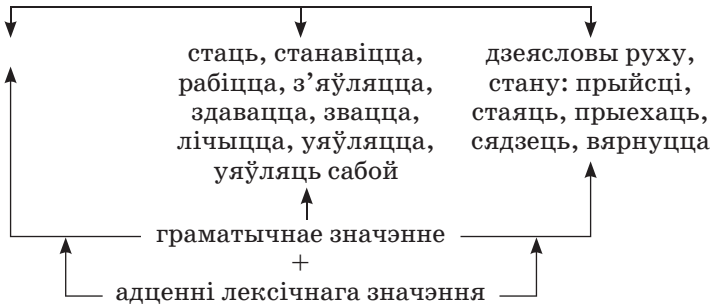 стаць, станавіцца,
рабіцца, з’яўляцца,
здавацца, звацца,
лічыцца, уяўляцца,
уяўляць сабой
дзеясловы руху,
стану: прыйсці,
стаяць, прыехаць,
сядзець, вярнуцца
граматычнае значэнне
+
адценні лексічнага значэння